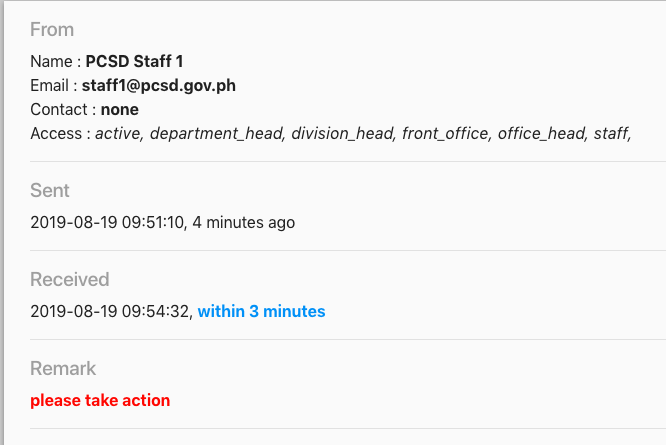 From
Name : PCSD Staff 1
Email : staff1@pcsd.gov.ph
Contact : none
Access : active, department_head, division_head, front_office, office_head, staff,
Sent
2019-08-19 09:51:10, 4 minutes ago
Received
2019-08-19 09:54:32, within 3 minutes
Remark
please take action